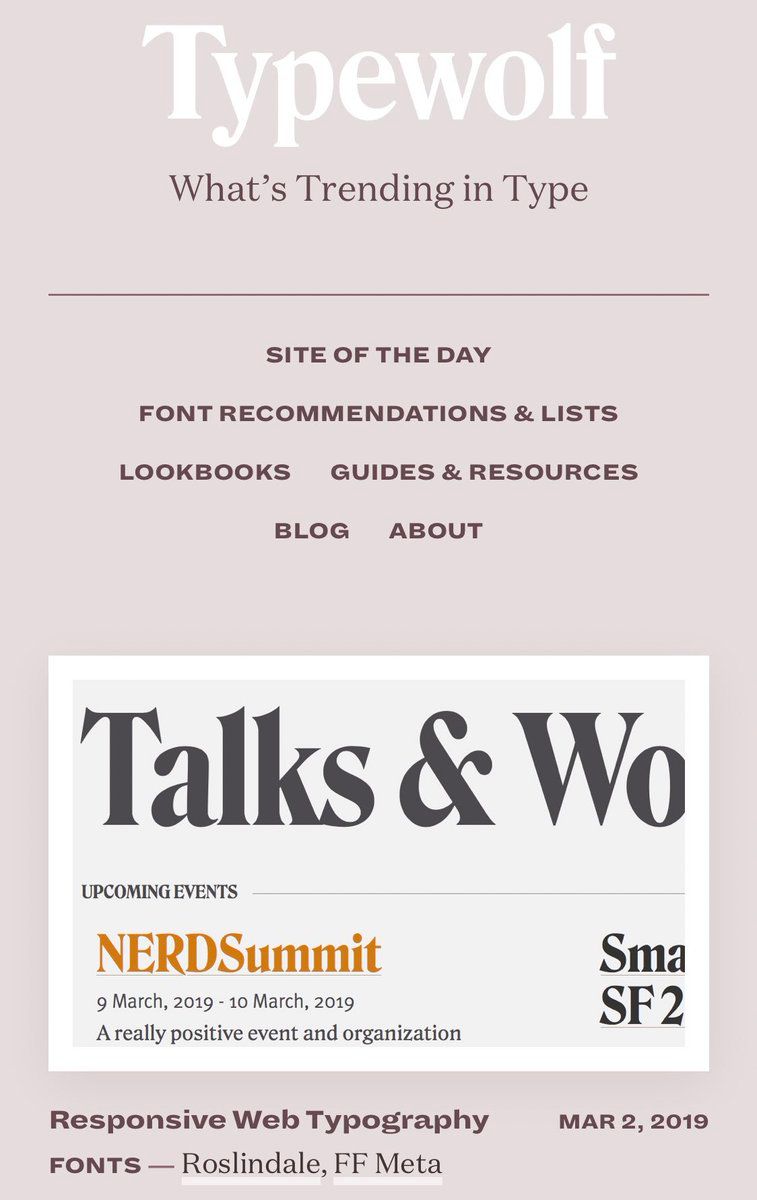 Typewolf
What’s Trending in Type
SITE OF THE DAY
FONT RECOMMENDATIONS & LISTS
LOOKBOOKS GUIDES & RESOURCES
BLOG ABOUT
Talks & Wo
UPCOMING EVENTS
NERDSummit
9 March, 2019 - 10 March, 2019
A really positive event and organization
Sma
SF 2
Responsive Web Typography MAR 2, 2019
FONTS — Roslindale, FF Meta